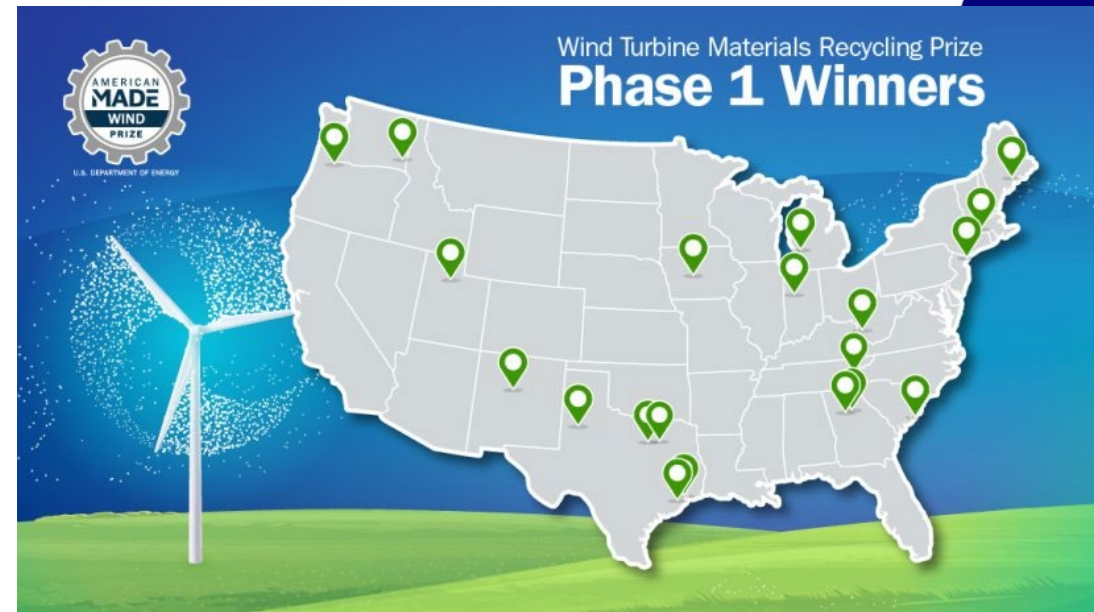 AMERICAN
MADE
WIND
PRIZE
U.S. DEPARTMENT OF ENERGY
Wind Turbine Materials Recycling Prize
Phase 1 Winners